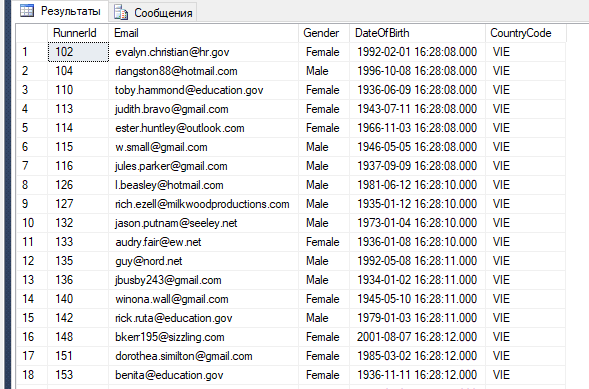 Результаты Сообщения
RunnerId Email Gender DateOfBirth CountryCode
1 102 evalyn.christian@hr.gov Female 1992-02-01 16:28:08.000 VIE
2 104 rlangston88@hotmail.com Male 1996-10-08 16:28:08.000 VIE
3 110 toby.hammond@education.gov Female 1936-06-09 16:28:08.000 VIE
4 113 judith.bravo@gmail.com Female 1943-07-11 16:28:08.000 VIE
5 114 ester.huntley@outlook.com Female 1966-11-03 16:28:08.000 VIE
6 115 w.small@gmail.com Male 1946-05-05 16:28:08.000 VIE
7 116 jules.parker@gmail.com Male 1937-09-09 16:28:08.000 VIE
8 126 l.beasley@hotmail.com Male 1981-06-12 16:28:10.000 VIE
9 127 rich.ezell@milkwoodproductions.com Male 1935-01-12 16:28:10.000 VIE
10 132 jason.putnam@seeley.net Male 1973-01-04 16:28:10.000 VIE
11 133 audry.fair@ew.net Female 1936-01-08 16:28:10.000 VIE
12 135 guy@nord.net Male 1992-05-08 16:28:11.000 VIE
13 136 jbusby243@gmail.com Male 1934-01-02 16:28:11.000 VIE
14 140 winona.wall@gmail.com Female 1945-05-10 16:28:11.000 VIE
15 142 rick.ruta@education.gov Male 1979-01-03 16:28:11.000 VIE
16 148 bkerr195@sizzling.com Female 2001-08-07 16:28:12.000 VIE
17 151 dorothea.similton@gmail.com Female 1985-03-02 16:28:12.000 VIE
18 153 benita@education.gov Female 1936-11-11 16:28:12.000 VIE